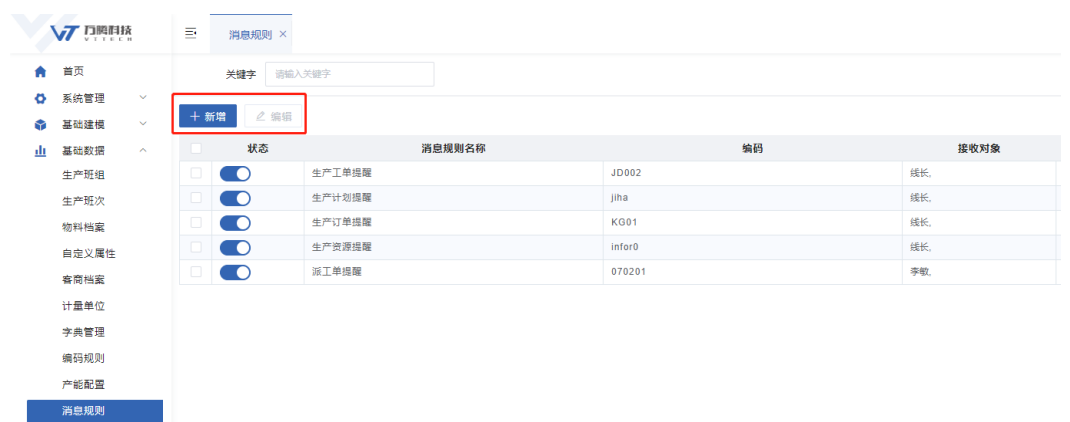 万腾科技
VITECH
消息规则 ×
首页
系统管理
基础建模
基础数据
生产班组
生产班次
物料档案
自定义属性
客商档案
计量单位
字典管理
编码规则
产能配置
消息规则
关键字 请输入关键字
+ 新增 编辑
状态 消息规则名称 编码 接收对象
生产工单提醒 JD002 线长,
生产计划提醒 jiha 线长,
生产订单提醒 KG01 线长,
生产资源提醒 infor0 线长,
派工单提醒 070201 李敏,